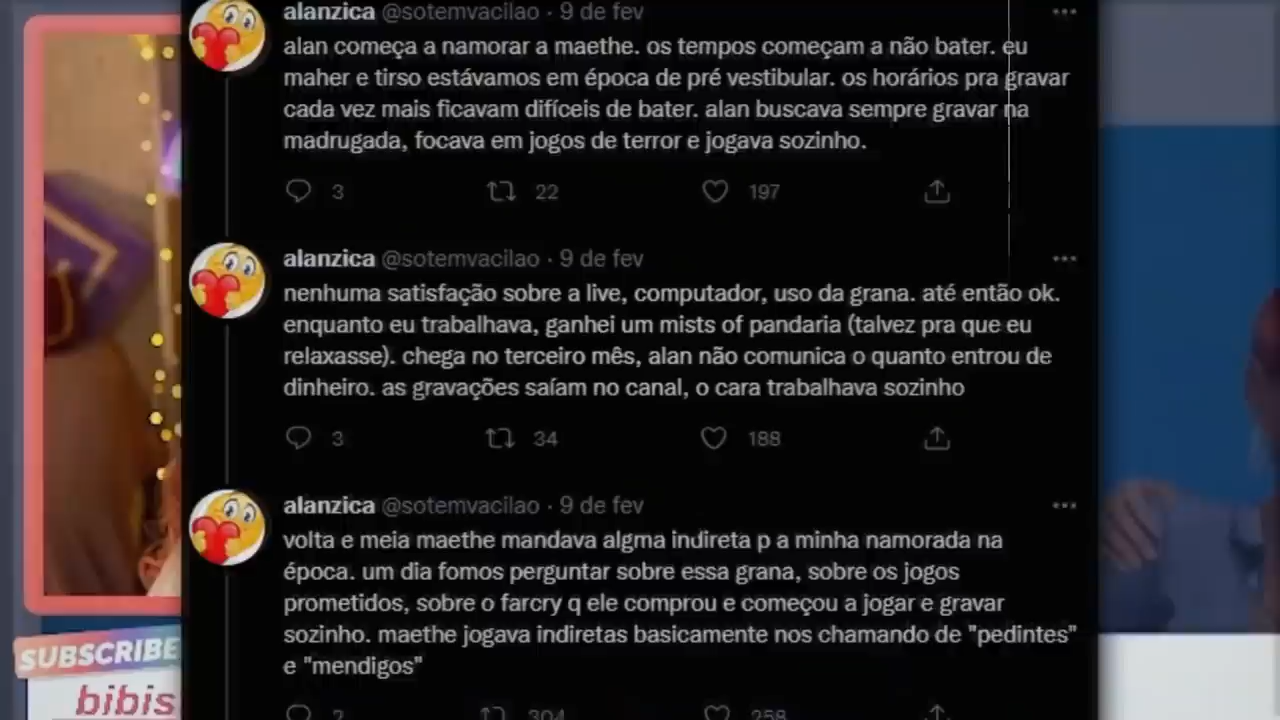 alanzica @sotemvacilao · 9 de fev
alan começa a namorar a maethe. os tempos começam a não bater. eu
maher e tirso estávamos em época de pré vestibular. os horários pra gravar
cada vez mais ficavam difíceis de bater. alan buscava sempre gravar na
madrugada, focava em jogos de terror e jogava sozinho.
3 22 197
alanzica @sotemvacilao · 9 de fev
nenhuma satisfação sobre a live, computador, uso da grana. até então ok.
enquanto eu trabalhava, ganhei um mists of pandaria (talvez pra que eu
relaxasse). chega no terceiro mês, alan não comunica o quanto entrou de
dinheiro. as gravações saíam no canal, o cara trabalhava sozinho
3 34 188
alanzica @sotemvacilao · 9 de fev
volta e meia maethe mandava algma indireta p a minha namorada na
época. um dia fomos perguntar sobre essa grana, sobre os jogos
prometidos, sobre o farcry q ele comprou e começou a jogar e gravar
sozinho. maethe jogava indiretas basicamente nos chamando de "pedintes"
e "mendigos"
2 304 258
SUBSCRIBE
bibis